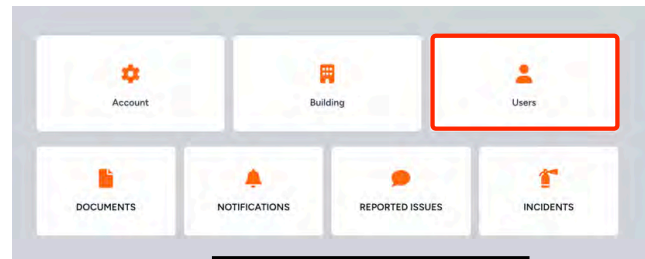 Account
Building
Users
DOCUMENTS
NOTIFICATIONS
REPORTED ISSUES
INCIDENTS